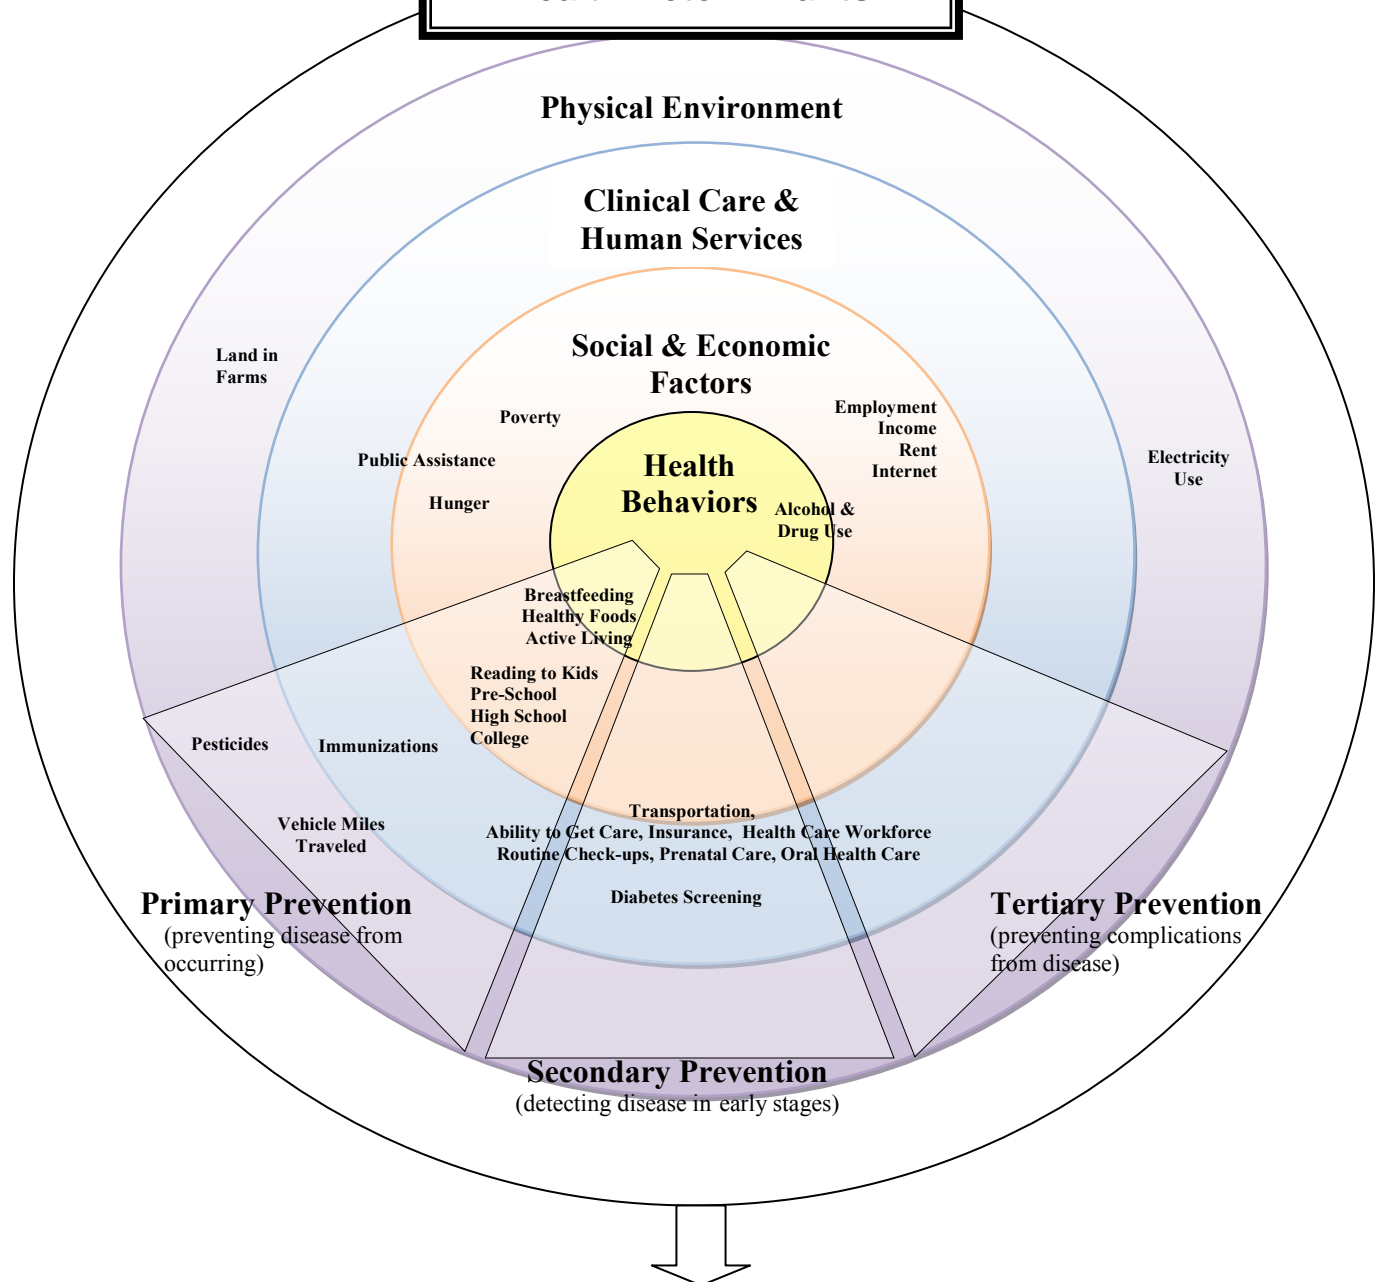 Physical Environment
Clinical Care &
Human Services
Social & Economic
Factors
Land in
Farms
Poverty
Public Assistance
Hunger
Employment
Income
Rent
Internet
Electricity
Use
Health
Behaviors
Alcohol &
Drug Use
Breastfeeding
Healthy Foods
Active Living
Reading to Kids
Pre-School
High School
College
Pesticides
Immunizations
Vehicle Miles
Traveled
Transportation,
Ability to Get Care, Insurance, Health Care Workforce
Routine Check-ups, Prenatal Care, Oral Health Care
Diabetes Screening
Primary Prevention
(preventing disease from
occurring)
Tertiary Prevention
(preventing complications
from disease)
Secondary Prevention
(detecting disease in early stages)